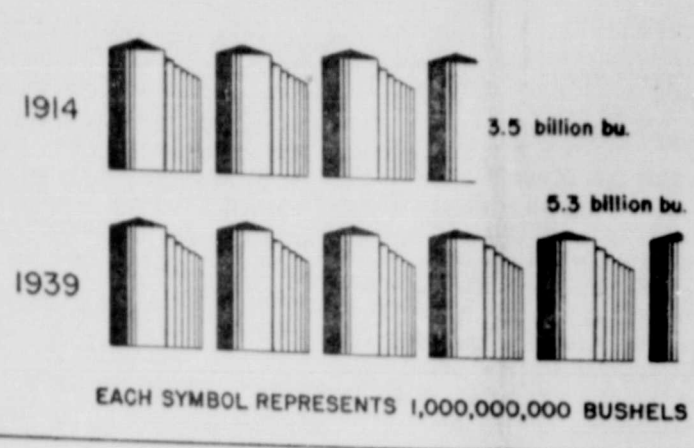 1914
3.5 billion bu.
5.3 billion bu.
1939
EACH SYMBOL REPRESENTS 1,000,000,000 BUSHELS